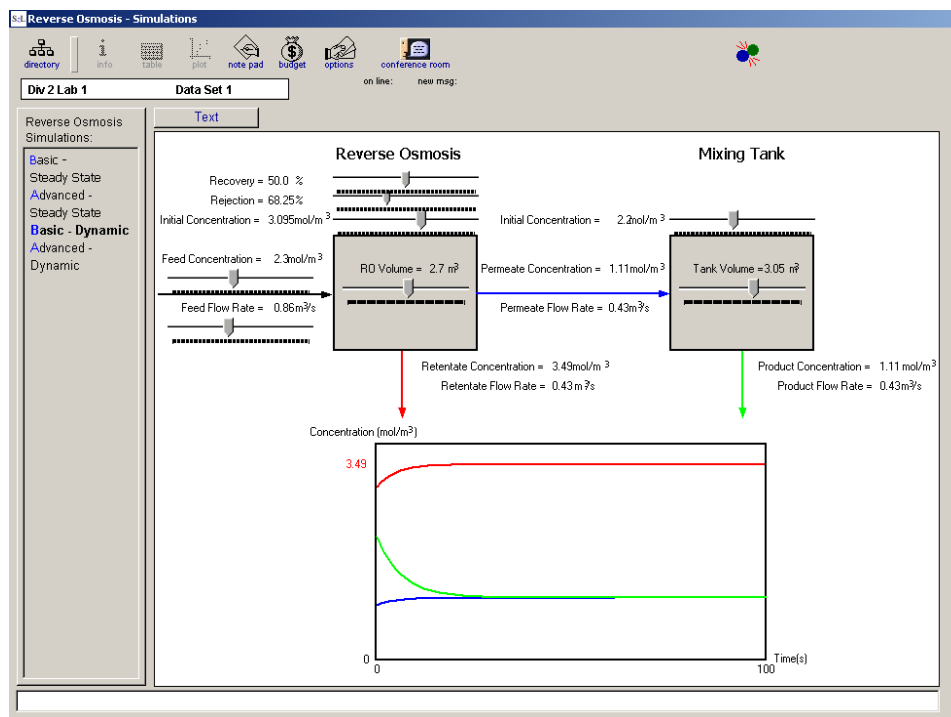 S:L Reverse Osmosis - Simulations
directory info table plot note pad budget options conference room
on line: new msg:
Div 2 Lab 1 Data Set 1
Reverse Osmosis
Simulations:
Basic -
Steady State
Advanced -
Steady State
Basic - Dynamic
Advanced -
Dynamic
Text
Reverse Osmosis Mixing Tank
Recovery = 50.0 %
Rejection = 68.25%
Initial Concentration = 3.095mol/m³ Initial Concentration = 2.2mol/m³
Feed Concentration = 2.3mol/m³
RO Volume = 2.7 m³ Permeate Concentration = 1.11mol/m³ Tank Volume =3.05 m³
Feed Flow Rate = 0.86m³/s Permeate Flow Rate = 0.43m³/s
Retentate Concentration = 3.49mol/m³ Product Concentration = 1.11 mol/m³
Retentate Flow Rate = 0.43 m³/s Product Flow Rate = 0.43m³/s
Concentration (mol/m³)
3.49
0
0 100 Time(s)